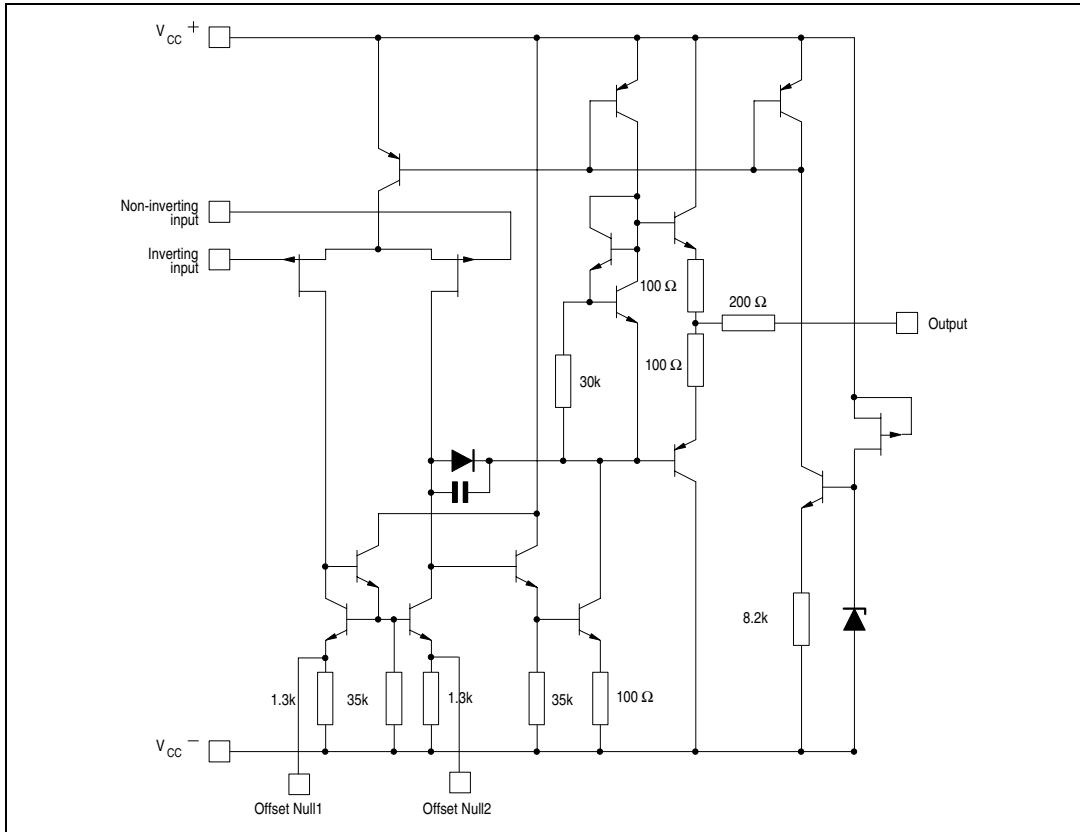 V CC +
Non-inverting
input
Inverting
input
100 Ω
200 Ω
Output
100 Ω
30k
8.2k
1.3k
35k
1.3k
35k
100 Ω
V CC –
Offset Null1
Offset Null2